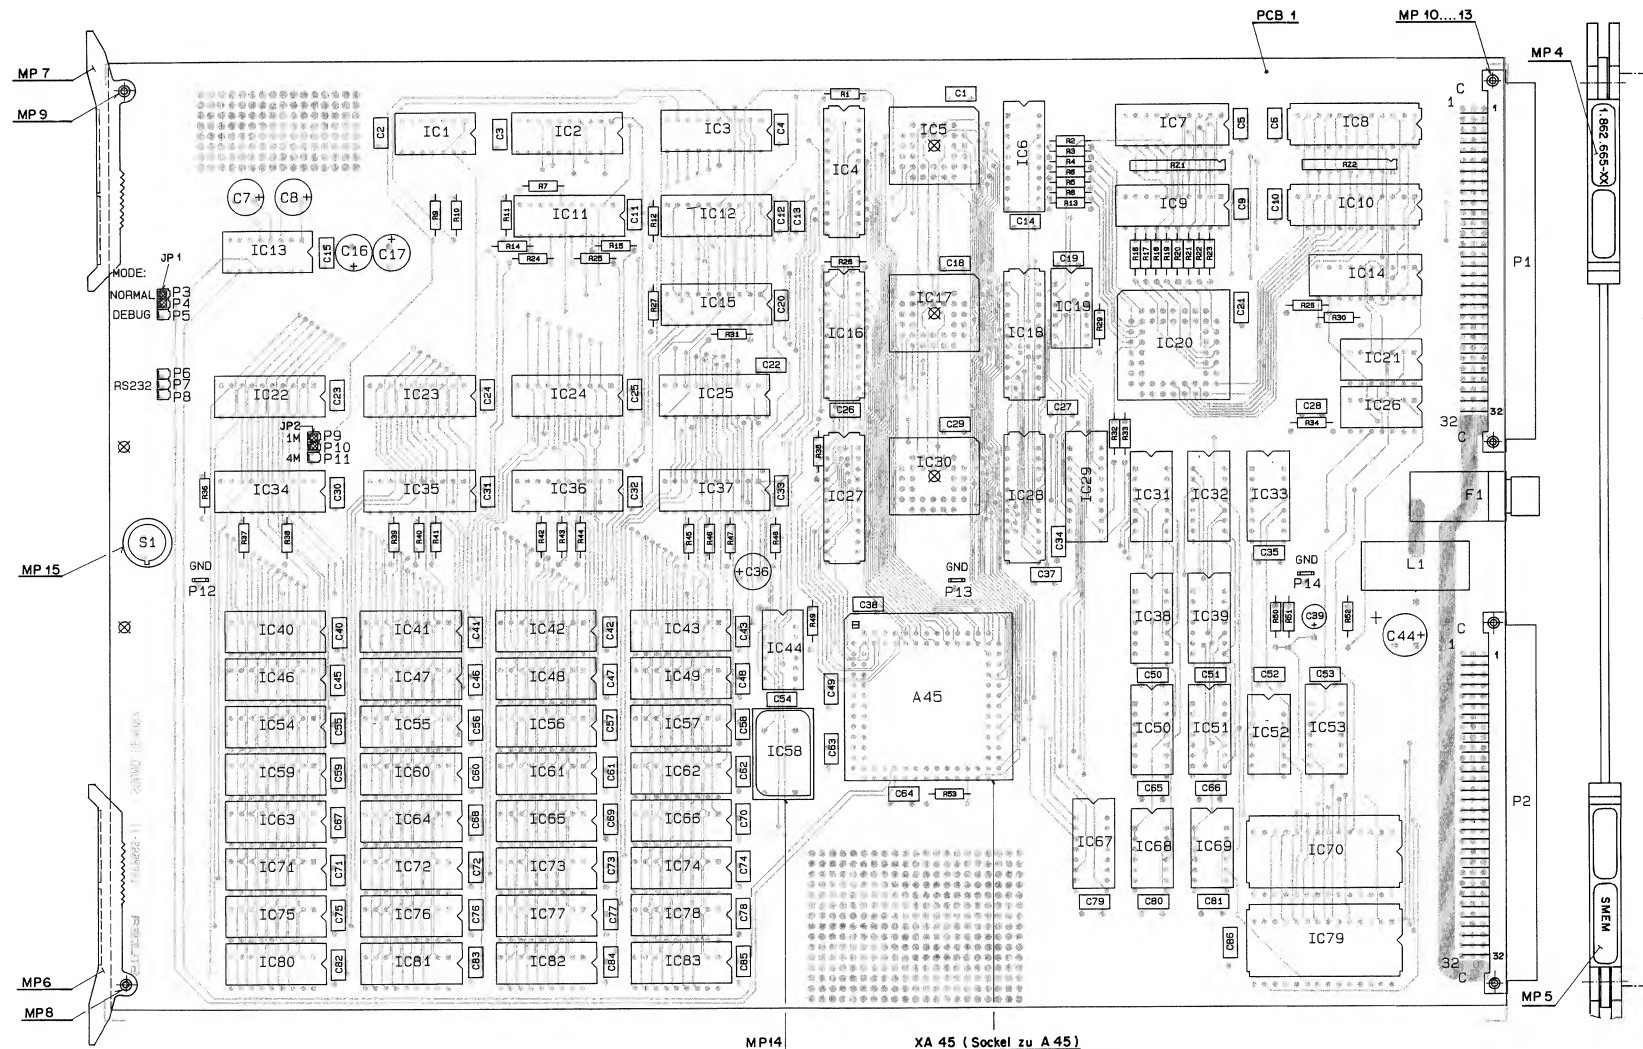 PCB 1
MP 10....13
MP 4
MP 7
MP 9
1.862.665-XX
C
1
1
R1
C1
C2
IC1
C3
IC2
IC3
C4
IC4
IC5
IC6
R2
R3
R4
R6
R5
R8
R13
IC7
C5
C6
IC8
RZ1
RZ2
C7 +
C8 +
R7
R9
R10
R11
IC11
C11
R12
IC12
C12
C13
C14
IC9
C9
C10
IC10
IC13
C15
C16
+
+
C17
R14
R15
R24
R25
R26
C18
C19
R16
R17
R18
R19
R20
R21
R22
R23
IC14
P1
MODE:
JP1
NORMAL
P3
P4
DEBUG
P5
R27
IC15
C20
R31
IC16
IC17
IC18
IC19
R29
IC20
C21
R28
R30
IC21
C22
RS232
P6
P7
P8
IC22
C23
IC23
C24
IC24
C25
IC25
C26
C27
C28
R34
IC26
JP2
1M
P9
P10
4M
P11
C29
R32
R33
32
32
C
R35
IC27
IC30
IC28
IC29
IC31
IC32
IC33
F1
R36
IC34
C30
IC35
C31
IC36
C32
IC37
C33
S1
MP 15
R37
R38
R39
R40
R41
R42
R43
R44
R45
R46
R47
R48
C34
C35
L1
GND
P12
+C36
GND
P13
C37
GND
P14
IC38
IC39
R50
R51
C39
+
R52
+
C44+
C
1
1
C38
R49
IC40
C40
IC41
C41
IC42
C42
IC43
C43
IC44
IC46
C45
IC47
C46
IC48
C47
IC49
C48
C49
C54
A45
C50
C51
C52
C53
IC54
C55
IC55
C56
IC56
C57
IC57
C58
IC58
C63
IC50
IC51
IC52
IC53
IC59
C59
IC60
C60
IC61
C61
IC62
C62
C64
R53
C65
C66
P2
IC63
C67
IC64
C68
IC65
C69
IC66
C70
IC67
IC68
IC69
IC70
IC71
C71
IC72
C72
IC73
C73
IC74
C74
C79
C80
C81
IC75
C75
IC76
C76
IC77
C77
IC78
C78
C86
IC79
SMEM
IC80
C82
IC81
C83
IC82
C84
IC83
C85
32
32
C
MP6
MP8
MP 5
MP14
XA 45 ( Sockel zu A 45 )